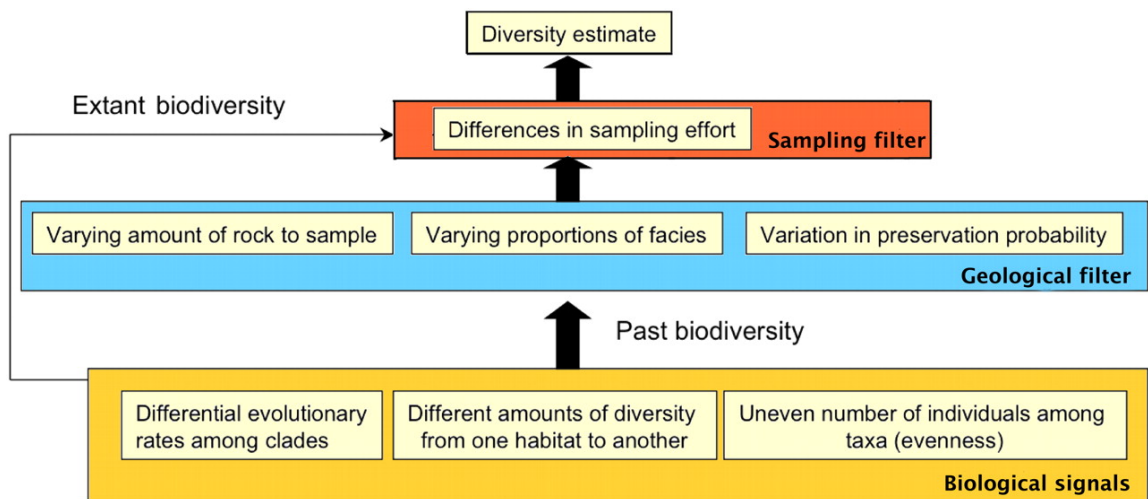 Diversity estimate
Extant biodiversity
Differences in sampling effort
Sampling filter
Varying amount of rock to sample
Varying proportions of facies
Variation in preservation probability
Geological filter
Past biodiversity
Differential evolutionary
rates among clades
Different amounts of diversity
from one habitat to another
Uneven number of individuals among
taxa (evenness)
Biological signals